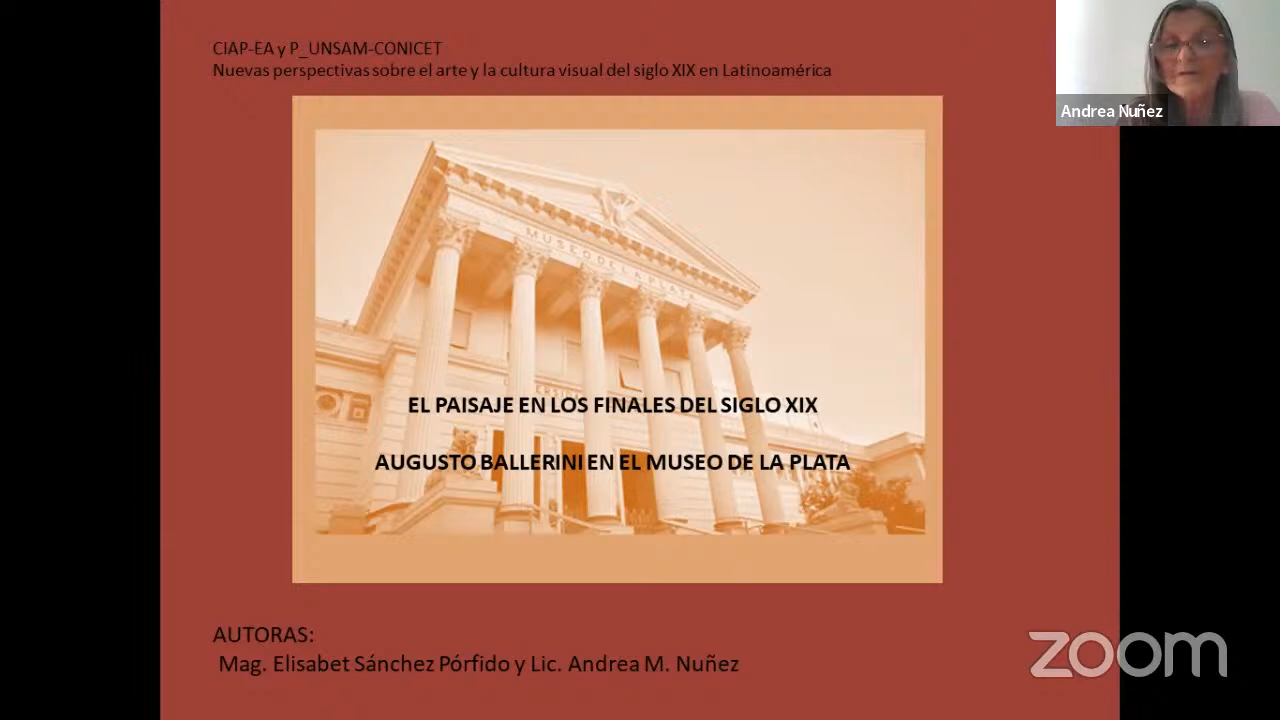 CIAP-EA y P_UNSAM-CONICET
Nuevas perspectivas sobre el arte y la cultura visual del siglo XIX en Latinoamérica
Andrea Nuñez
MUSEO DE LA PLATA
EL PAISAJE EN LOS FINALES DEL SIGLO XIX
AUGUSTO BALLERINI EN EL MUSEO DE LA PLATA
AUTORAS:
Mag. Elisabet Sánchez Pórfido y Lic. Andrea M. Nuñez
zoom